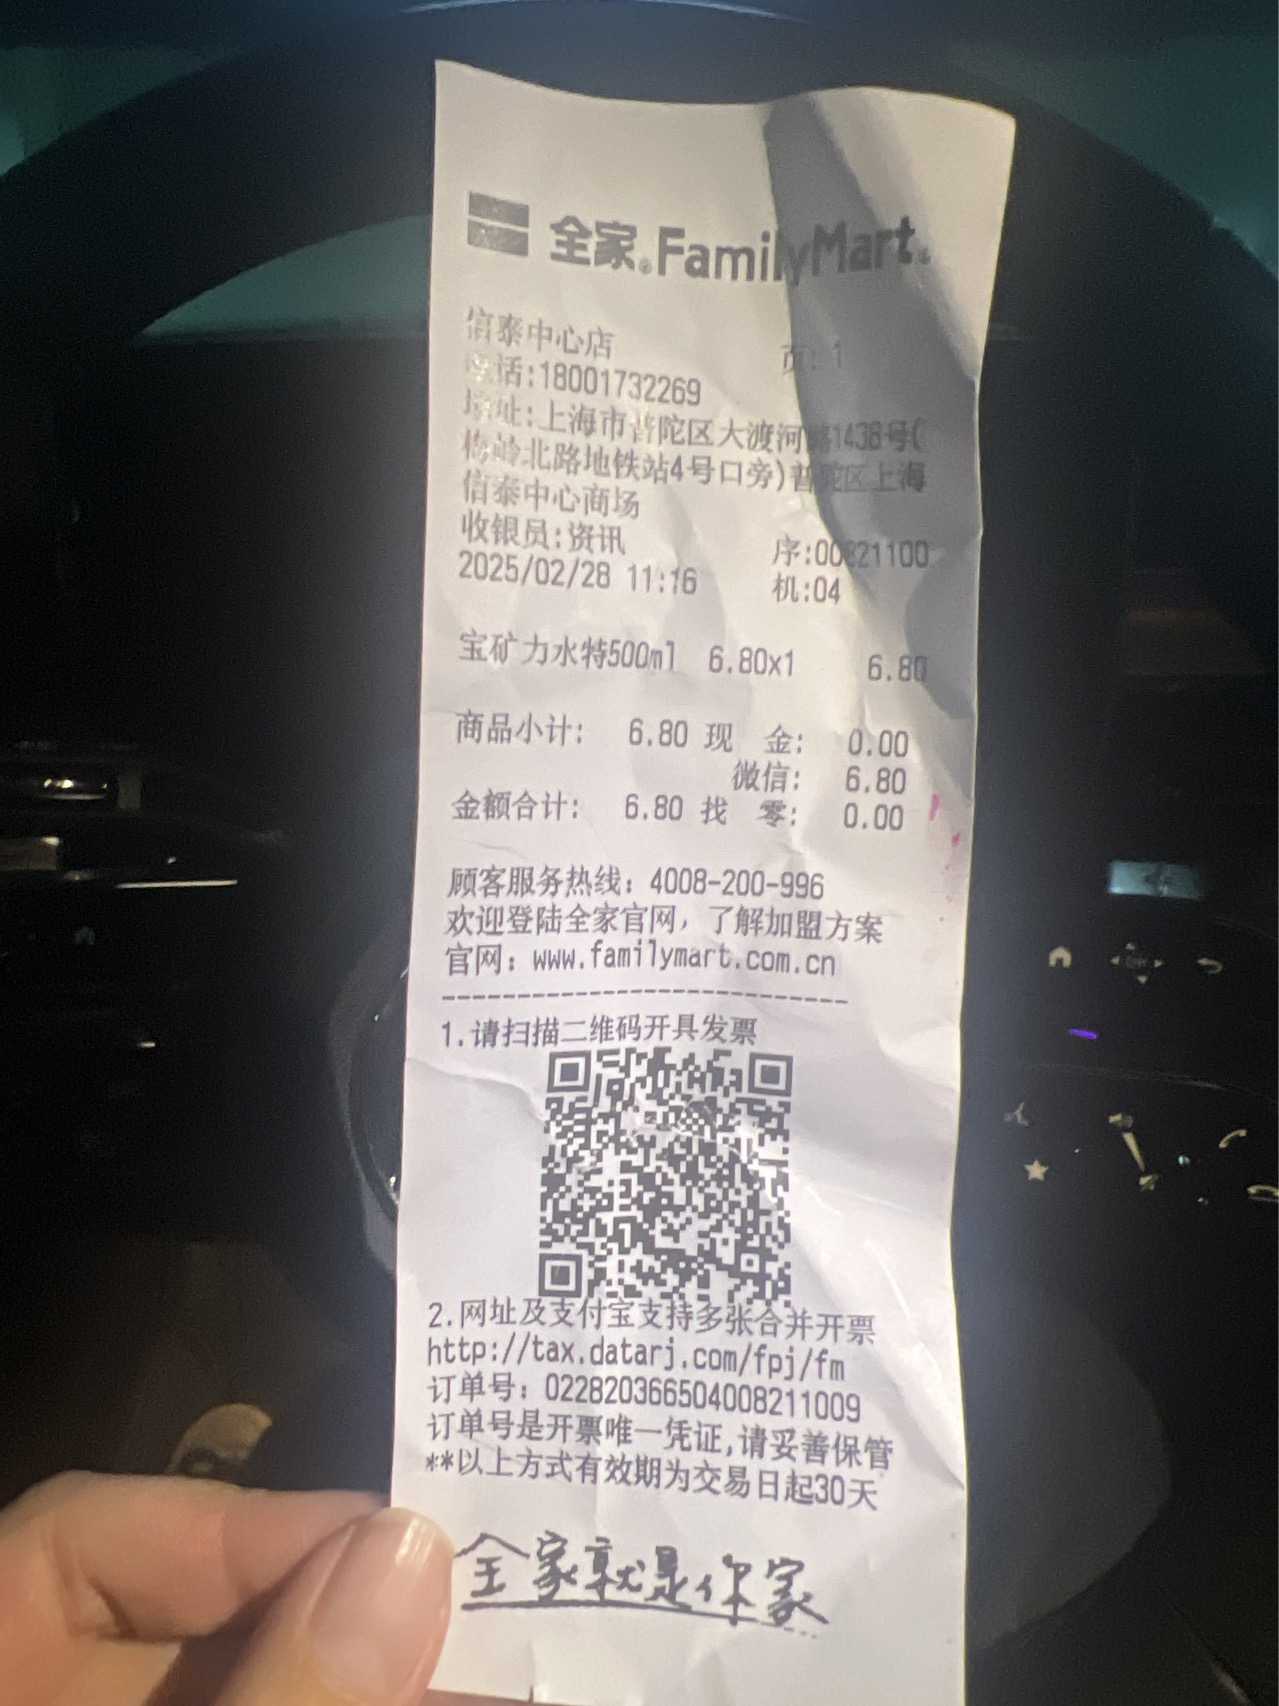 全家®FamilyMart®
信泰中心店 页: 1
电话:18001732269
地址:上海市普陀区大渡河路1438号(
梅岭北路地铁站4号口旁)普陀区上海
信泰中心商场
收银员:资讯 序:00821100
2025/02/28 11:16 机:04
宝矿力水特500ml 6.80x1 6.80
商品小计: 6.80 现 金: 0.00
微信: 6.80
金额合计: 6.80 找 零: 0.00
顾客服务热线: 4008-200-996
欢迎登陆全家官网, 了解加盟方案
官网: www.familymart.com.cn
----------------------------
1.请扫描二维码开具发票
2.网址及支付宝支持多张合并开票
http://tax.datarj.com/fpj/fm
订单号: 022820366504008211009
订单号是开票唯一凭证,请妥善保管
**以上方式有效期为交易日起30天
全家就是你家